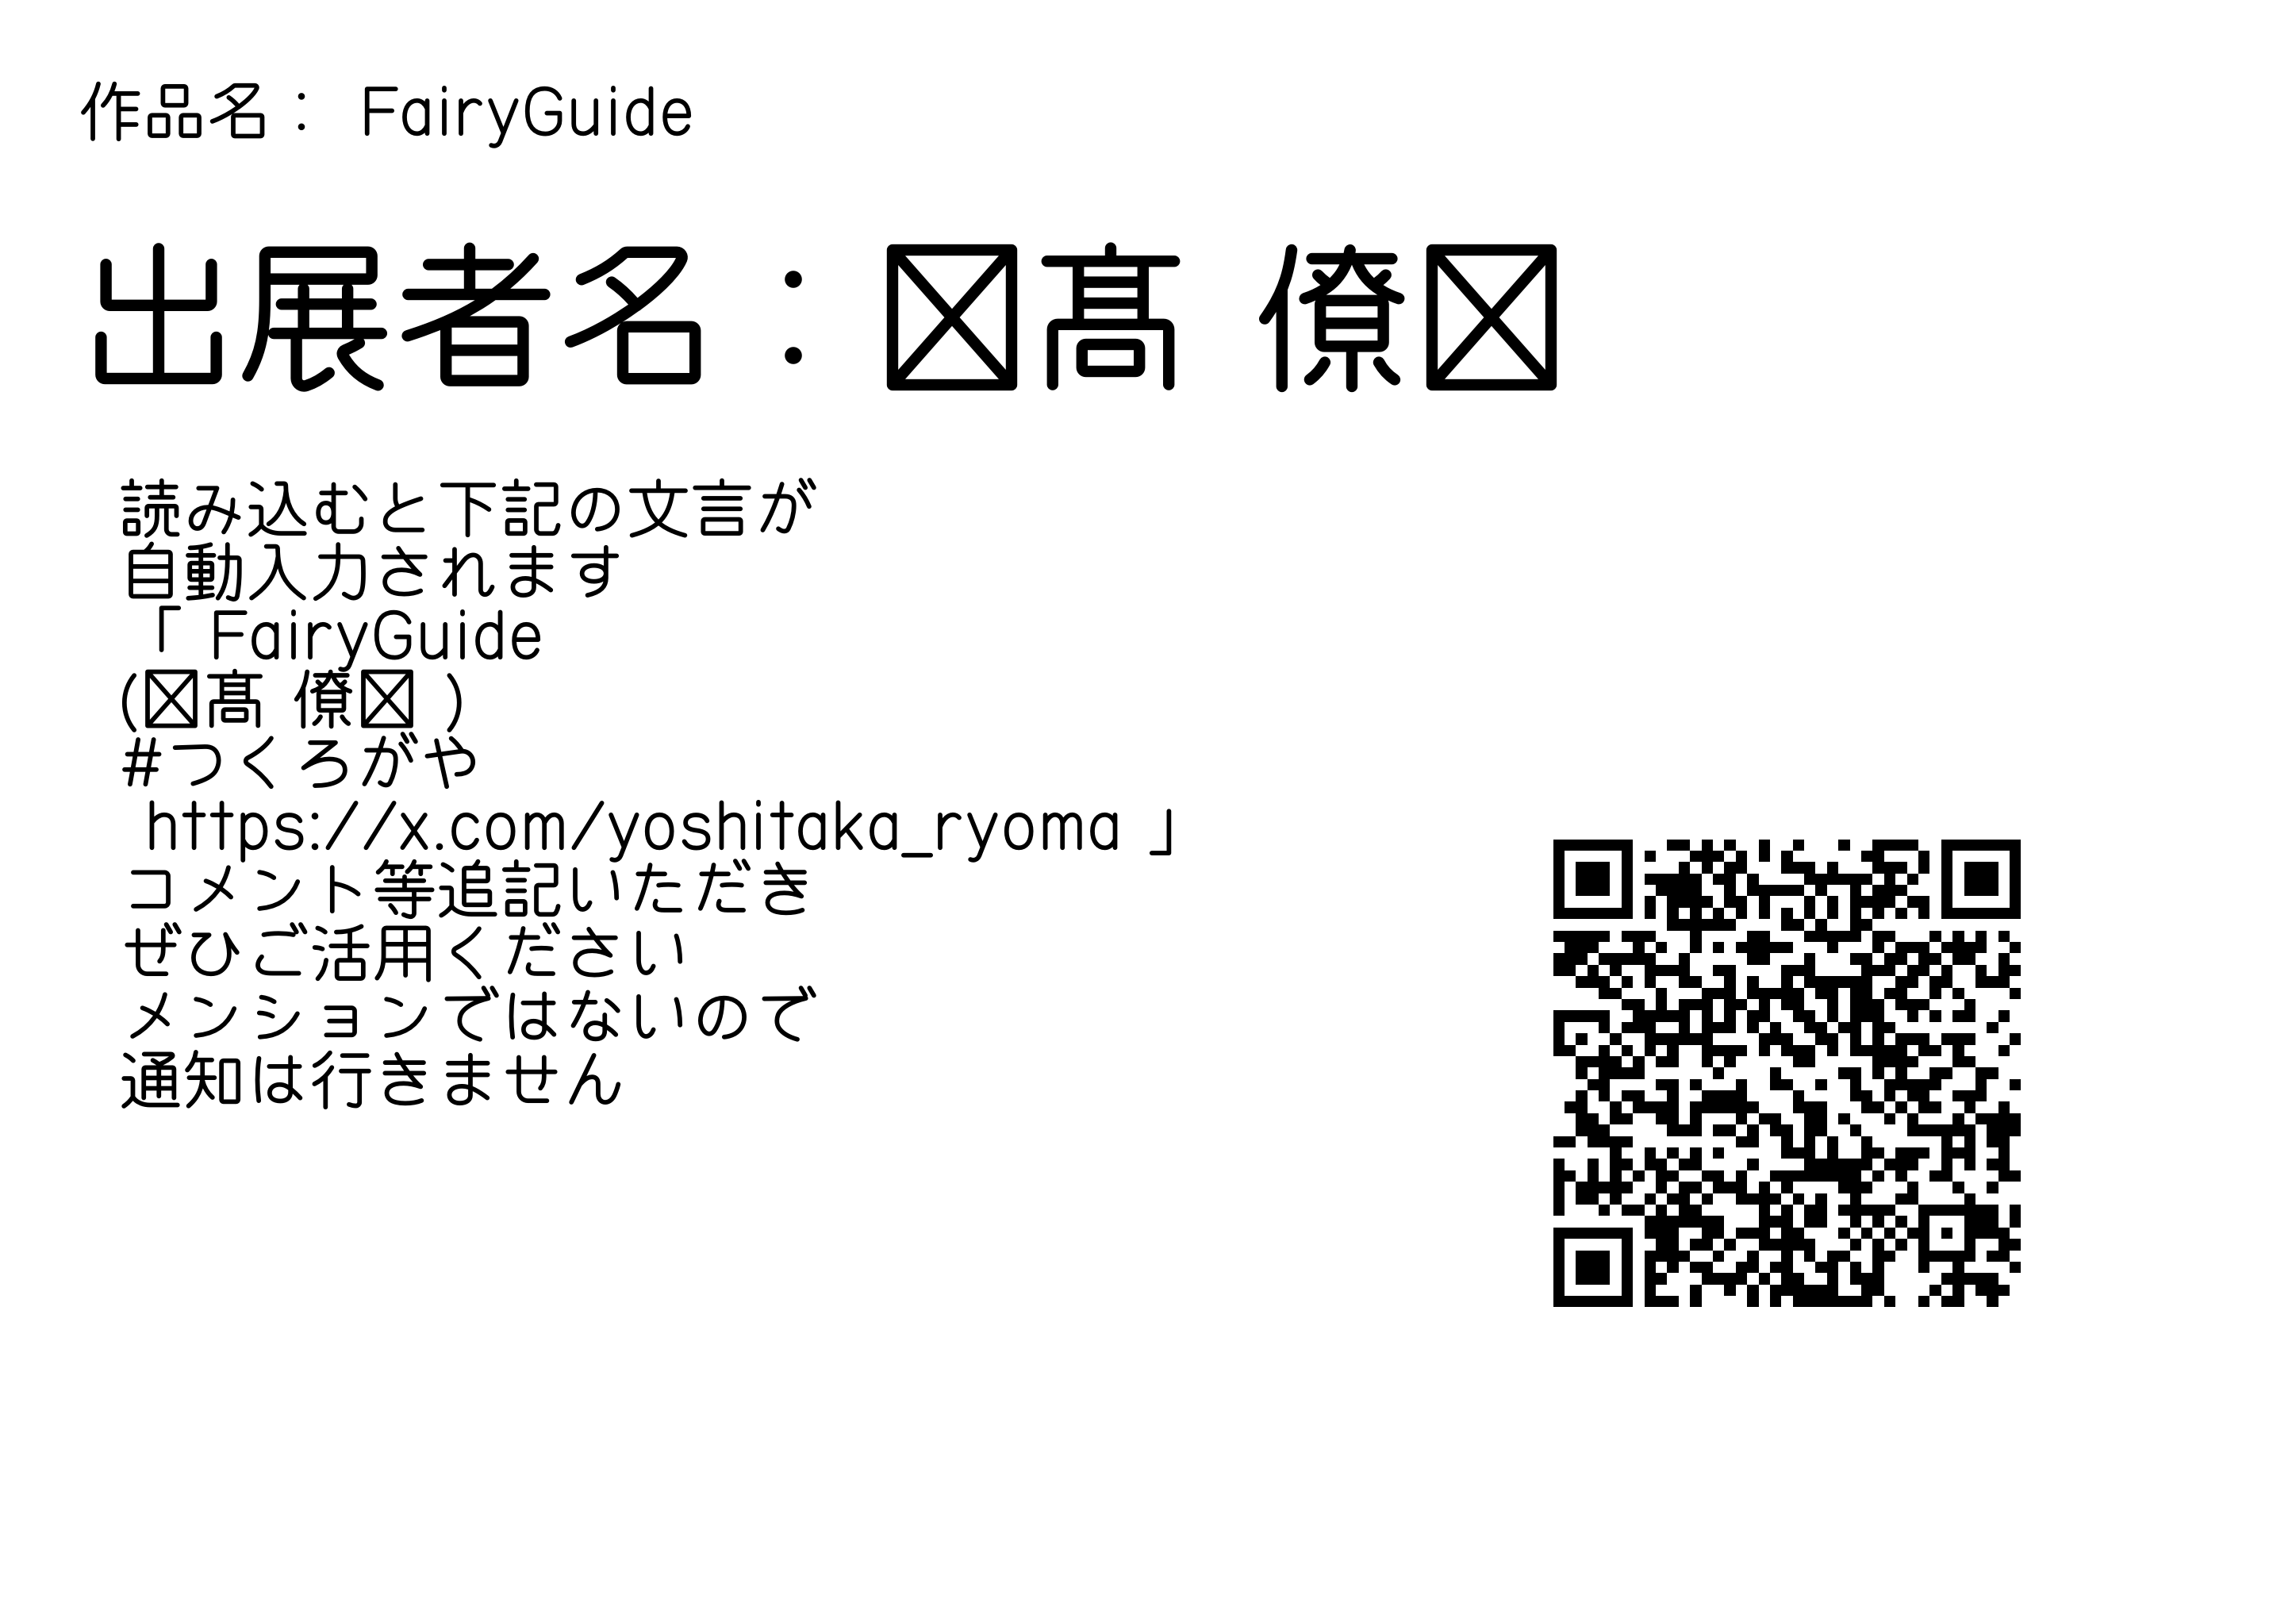 作品名： FairyGuide
出展者名：〿髙 僚〿
読み込むと下記の文言が
自動入力されます
「 FairyGuide
(〿髙 僚〿 )
#つくろがや
https://x.com/yoshitaka_ryoma 」
コメント等追記いただき
ぜひご活用ください
メンションではないので
通知は行きません